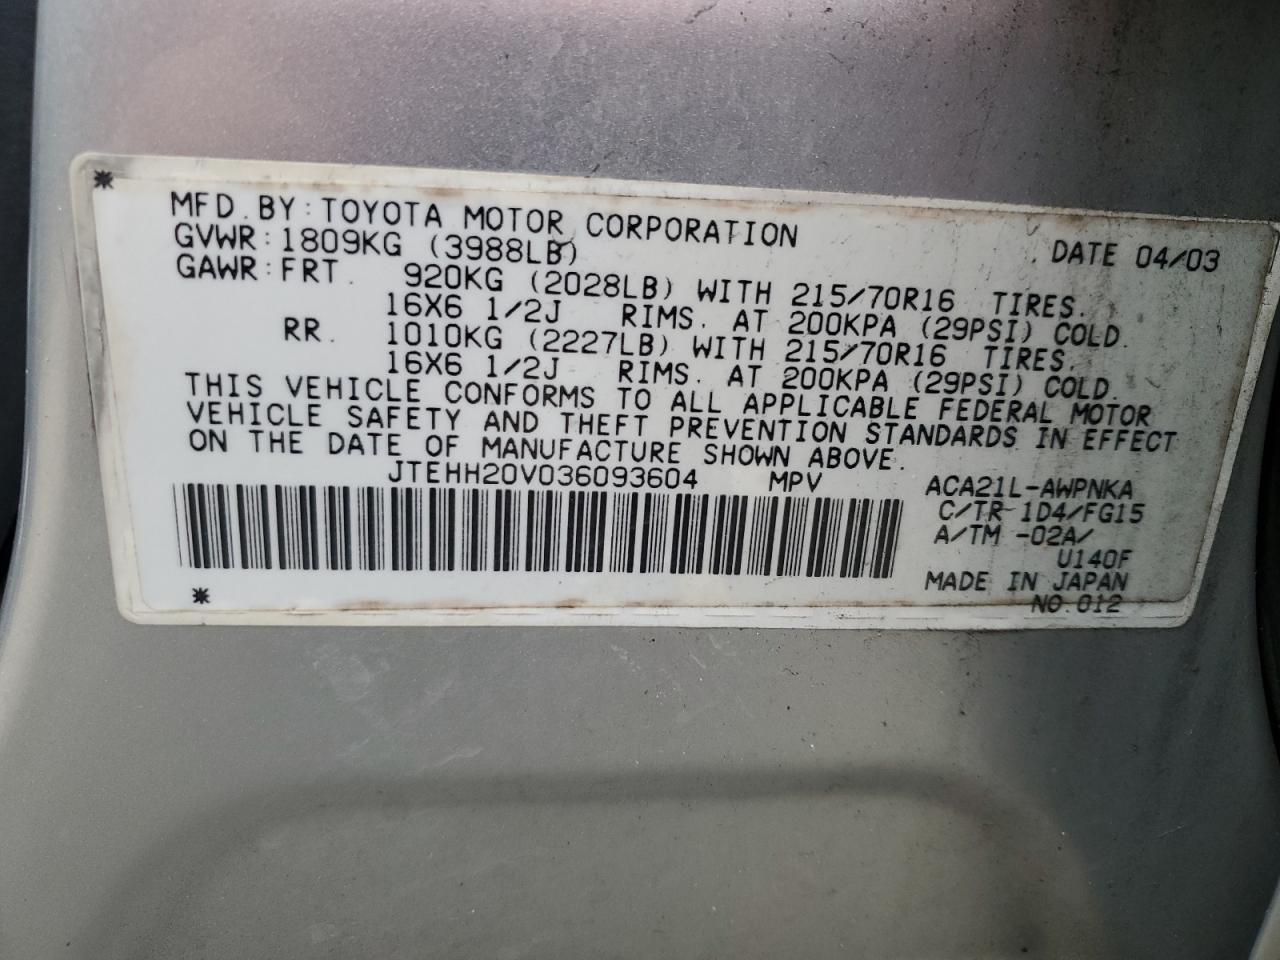 MFD. BY: TOYOTA MOTOR CORPORATION DATE 04/03
GVWR: 1809KG (3988LB)
GAWR: FRT. 920KG (2028LB) WITH 215/70R16 TIRES.
16X6 1/2J RIMS. AT 200KPA (29PSI) COLD.
RR. 1010KG (2227LB) WITH 215/70R16 TIRES.
16X6 1/2J RIMS. AT 200KPA (29PSI) COLD.
THIS VEHICLE CONFORMS TO ALL APPLICABLE FEDERAL MOTOR
VEHICLE SAFETY AND THEFT PREVENTION STANDARDS IN EFFECT
ON THE DATE OF MANUFACTURE SHOWN ABOVE.
JTEHH20V036093604 MPV
ACA21L-AWPNKA
C/TR 1D4/FG15
A/TM -02A/
U140F
MADE IN JAPAN
NO.012